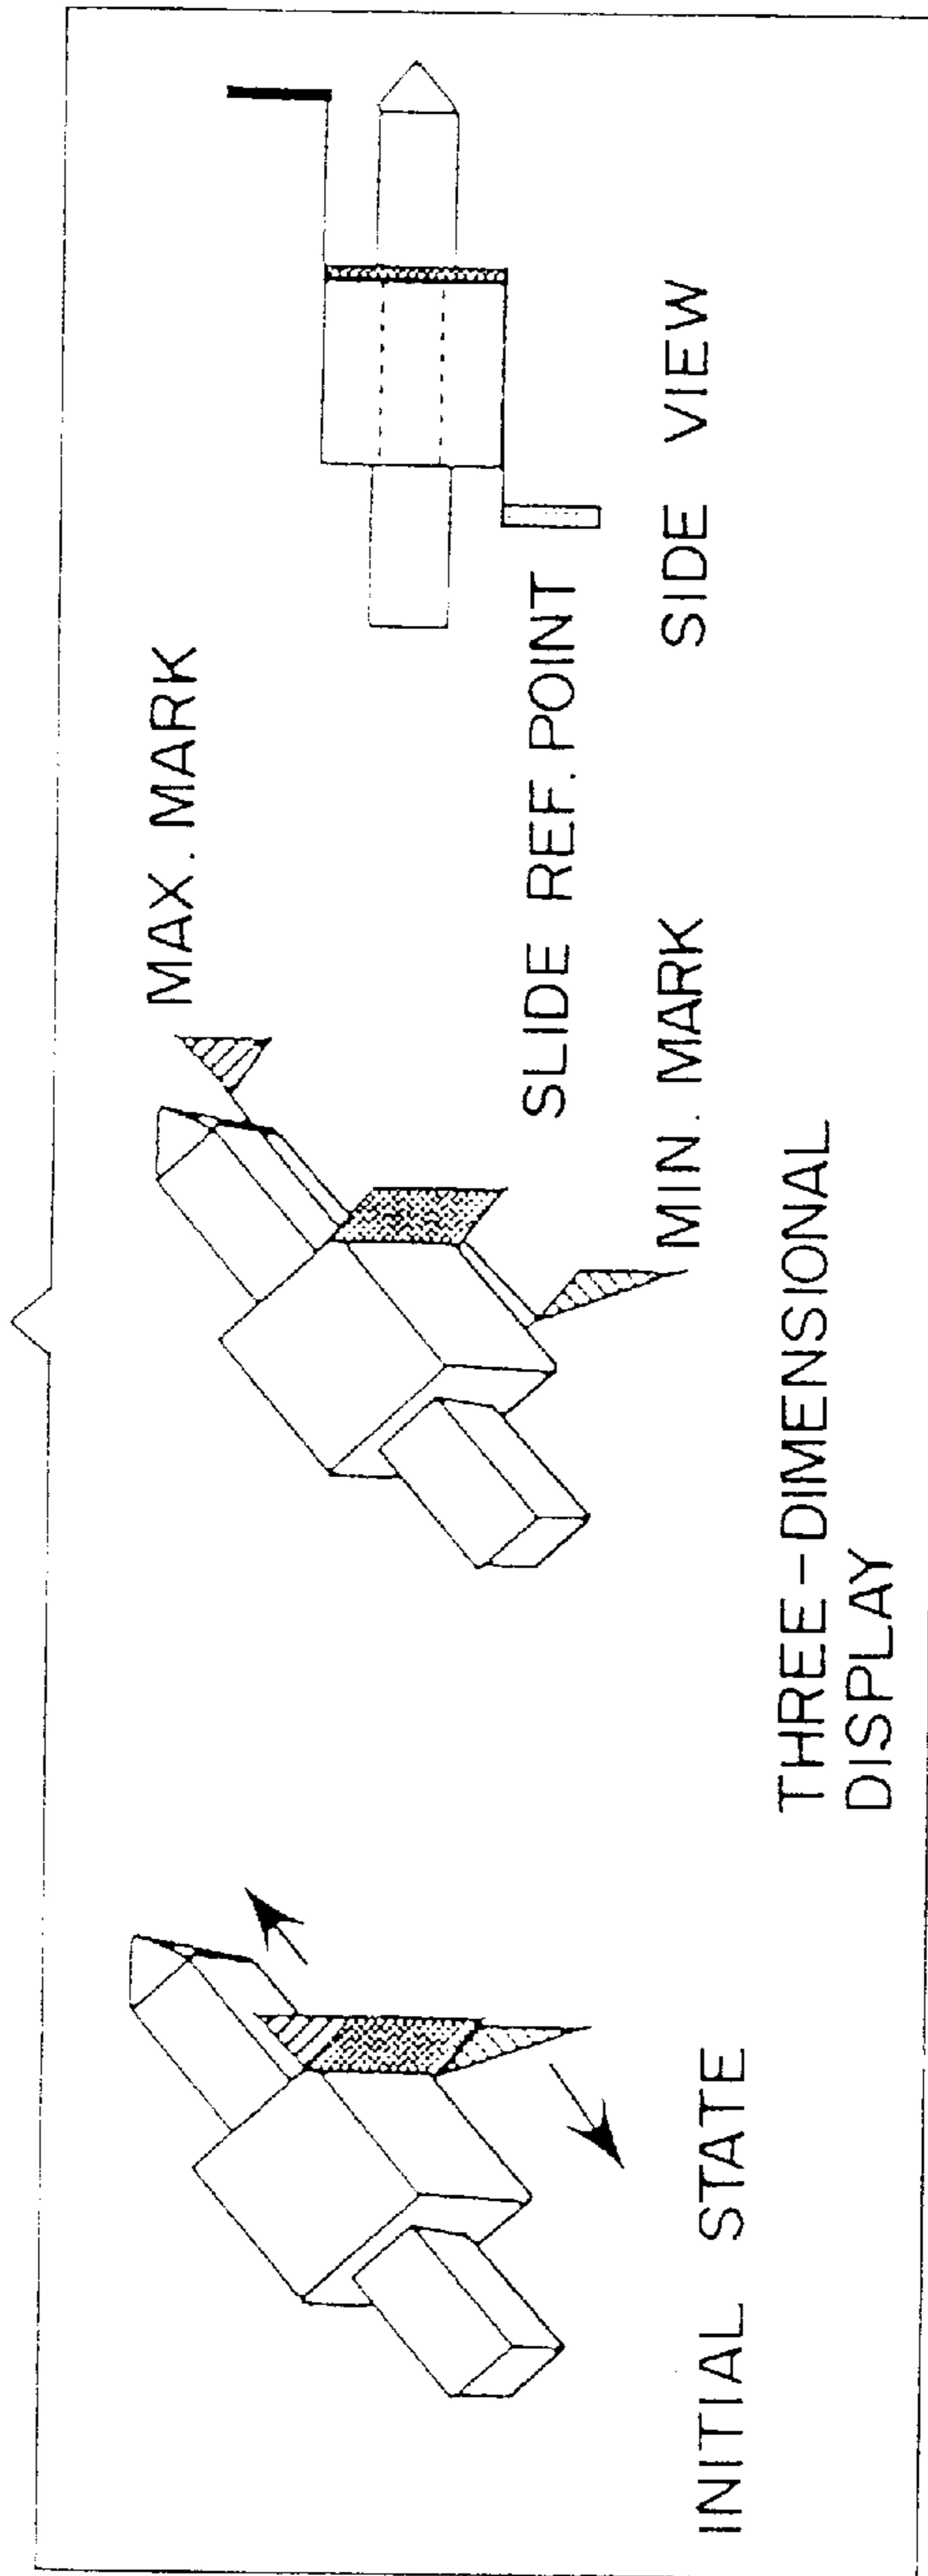 INITIAL STATE
THREE-DIMENSIONAL
DISPLAY
MAX. MARK
SLIDE REF. POINT
MIN. MARK
SIDE VIEW